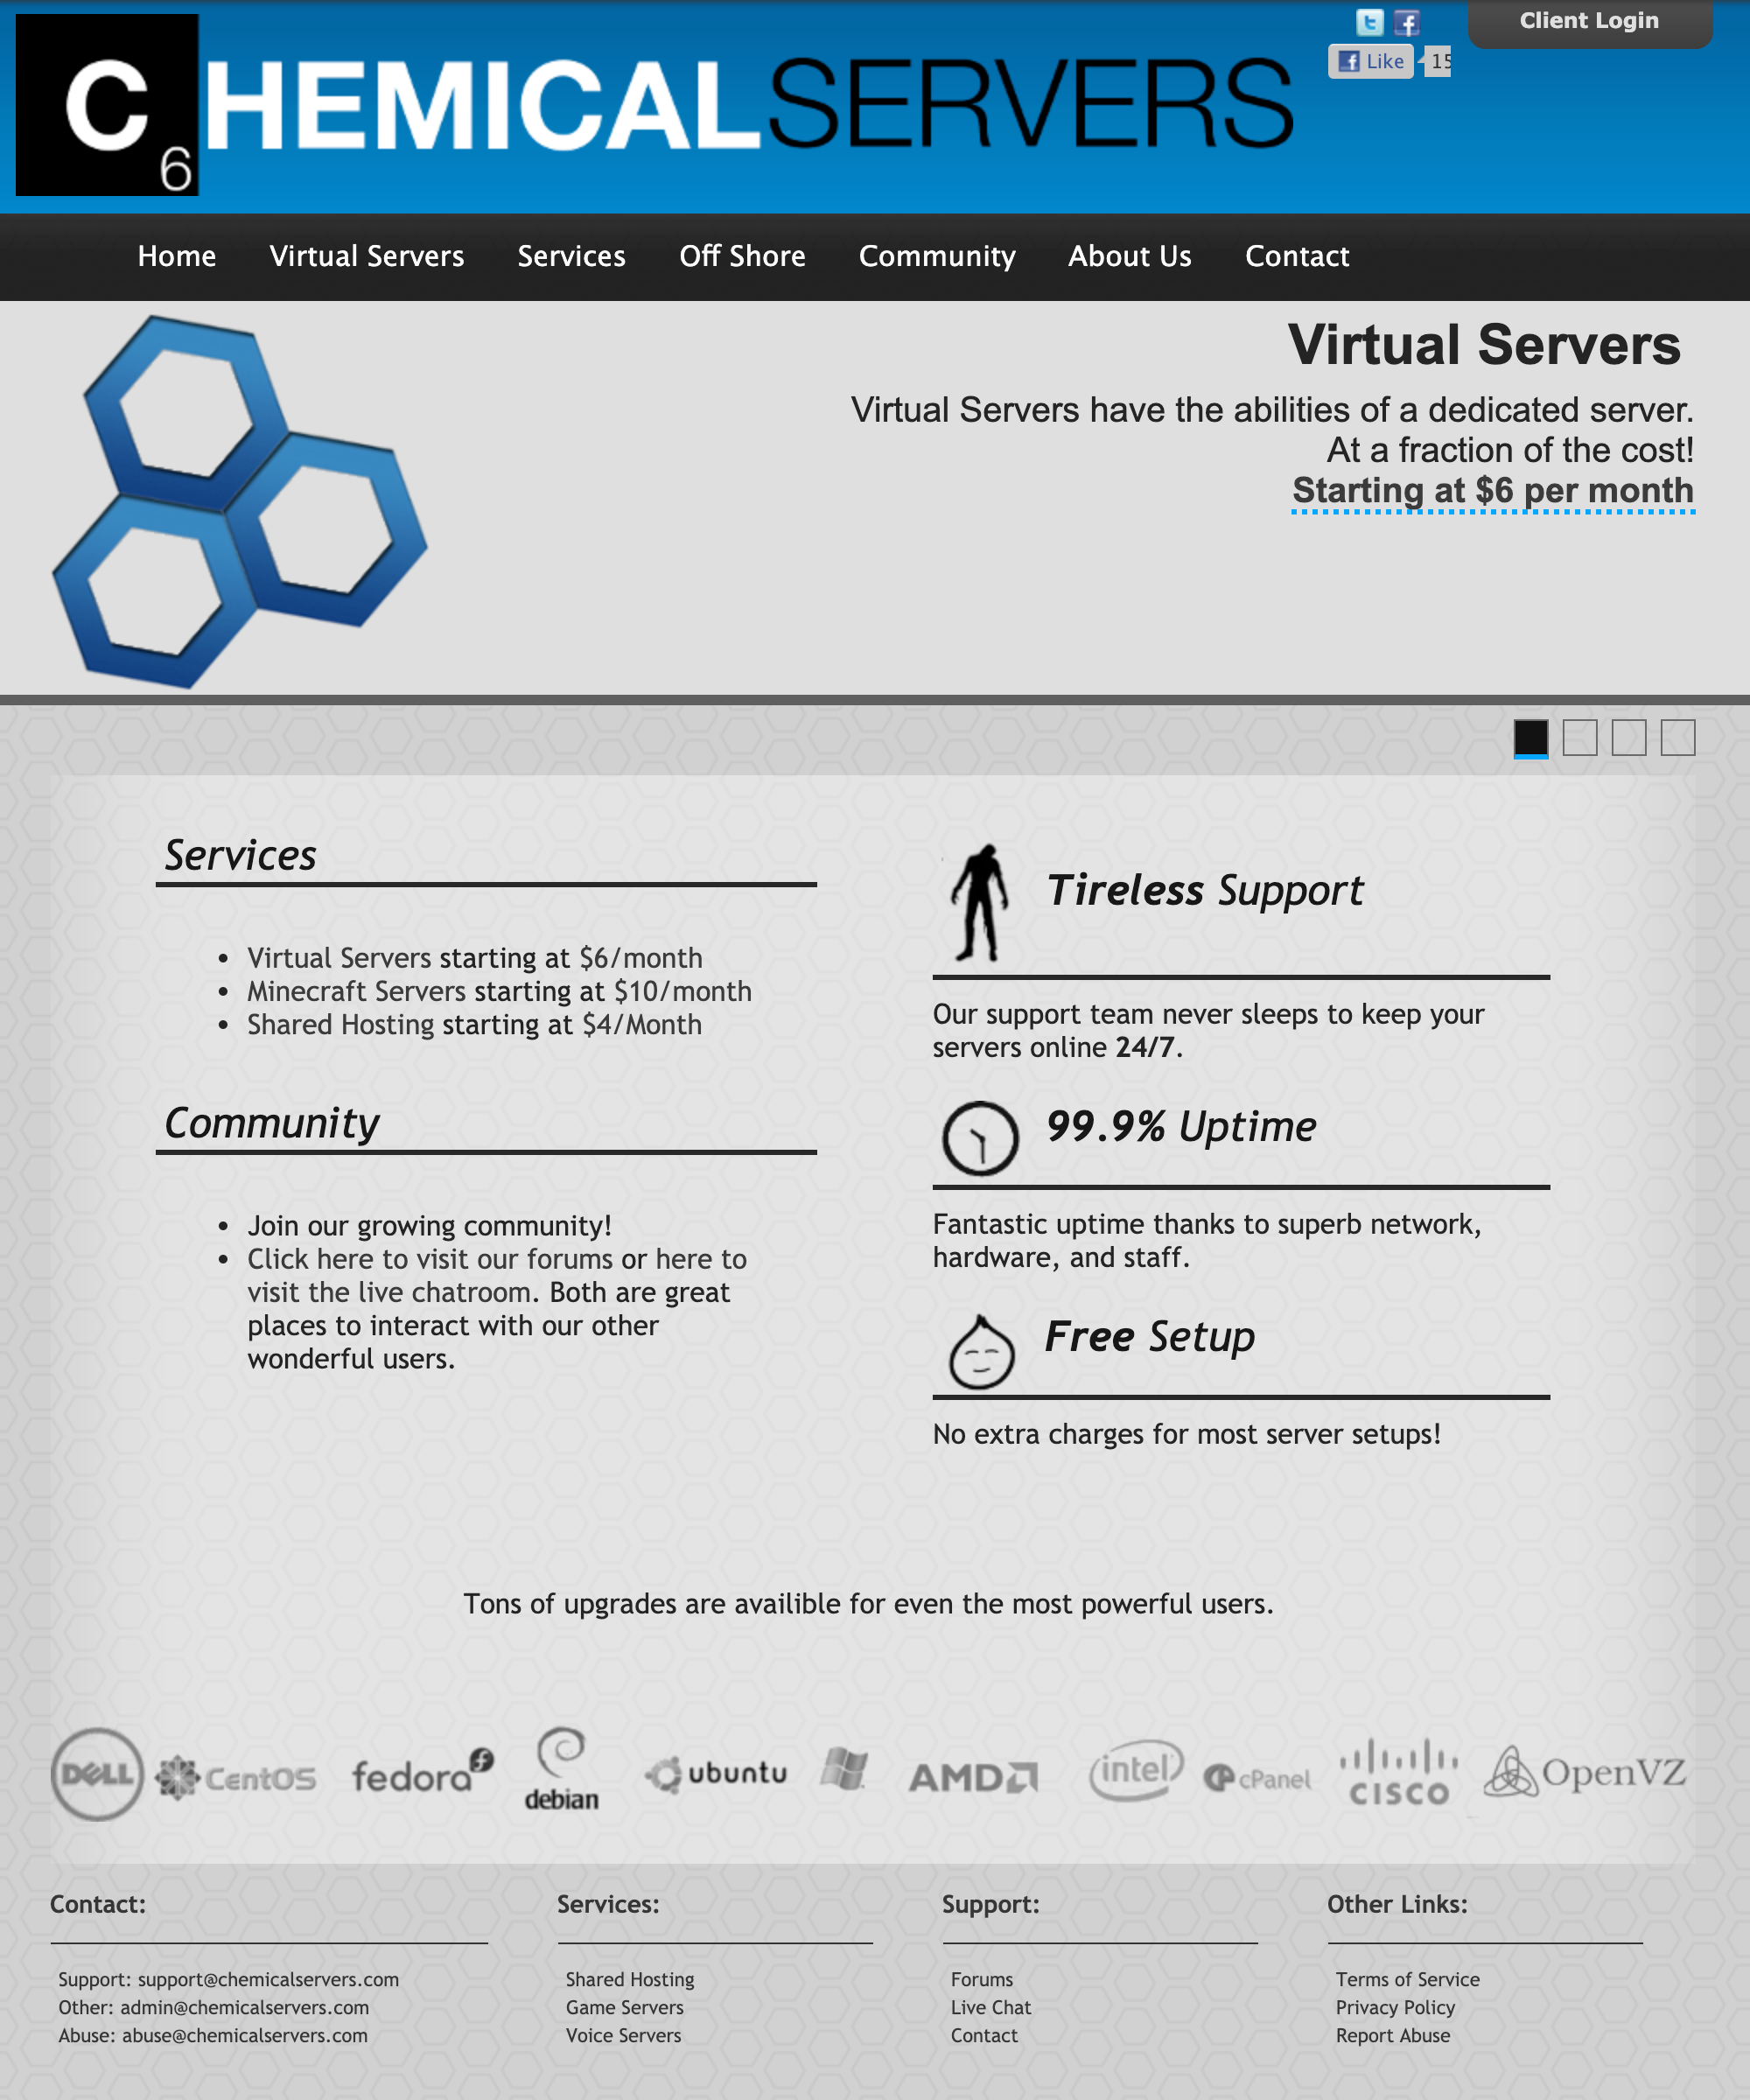 CHEMICALSERVERS
6
Like 15
Client Login
Home Virtual Servers Services Off Shore Community About Us Contact
Virtual Servers
Virtual Servers have the abilities of a dedicated server.
At a fraction of the cost!
Starting at $6 per month
Services
• Virtual Servers starting at $6/month
• Minecraft Servers starting at $10/month
• Shared Hosting starting at $4/Month
Community
• Join our growing community!
• Click here to visit our forums or here to
visit the live chatroom. Both are great
places to interact with our other
wonderful users.
Tireless Support
Our support team never sleeps to keep your
servers online 24/7.
99.9% Uptime
Fantastic uptime thanks to superb network,
hardware, and staff.
Free Setup
No extra charges for most server setups!
Tons of upgrades are availible for even the most powerful users.
DELL CentOS fedora debian ubuntu AMD intel cPanel CISCO OpenVZ
Contact:
Support: support@chemicalservers.com
Other: admin@chemicalservers.com
Abuse: abuse@chemicalservers.com
Services:
Shared Hosting
Game Servers
Voice Servers
Support:
Forums
Live Chat
Contact
Other Links:
Terms of Service
Privacy Policy
Report Abuse